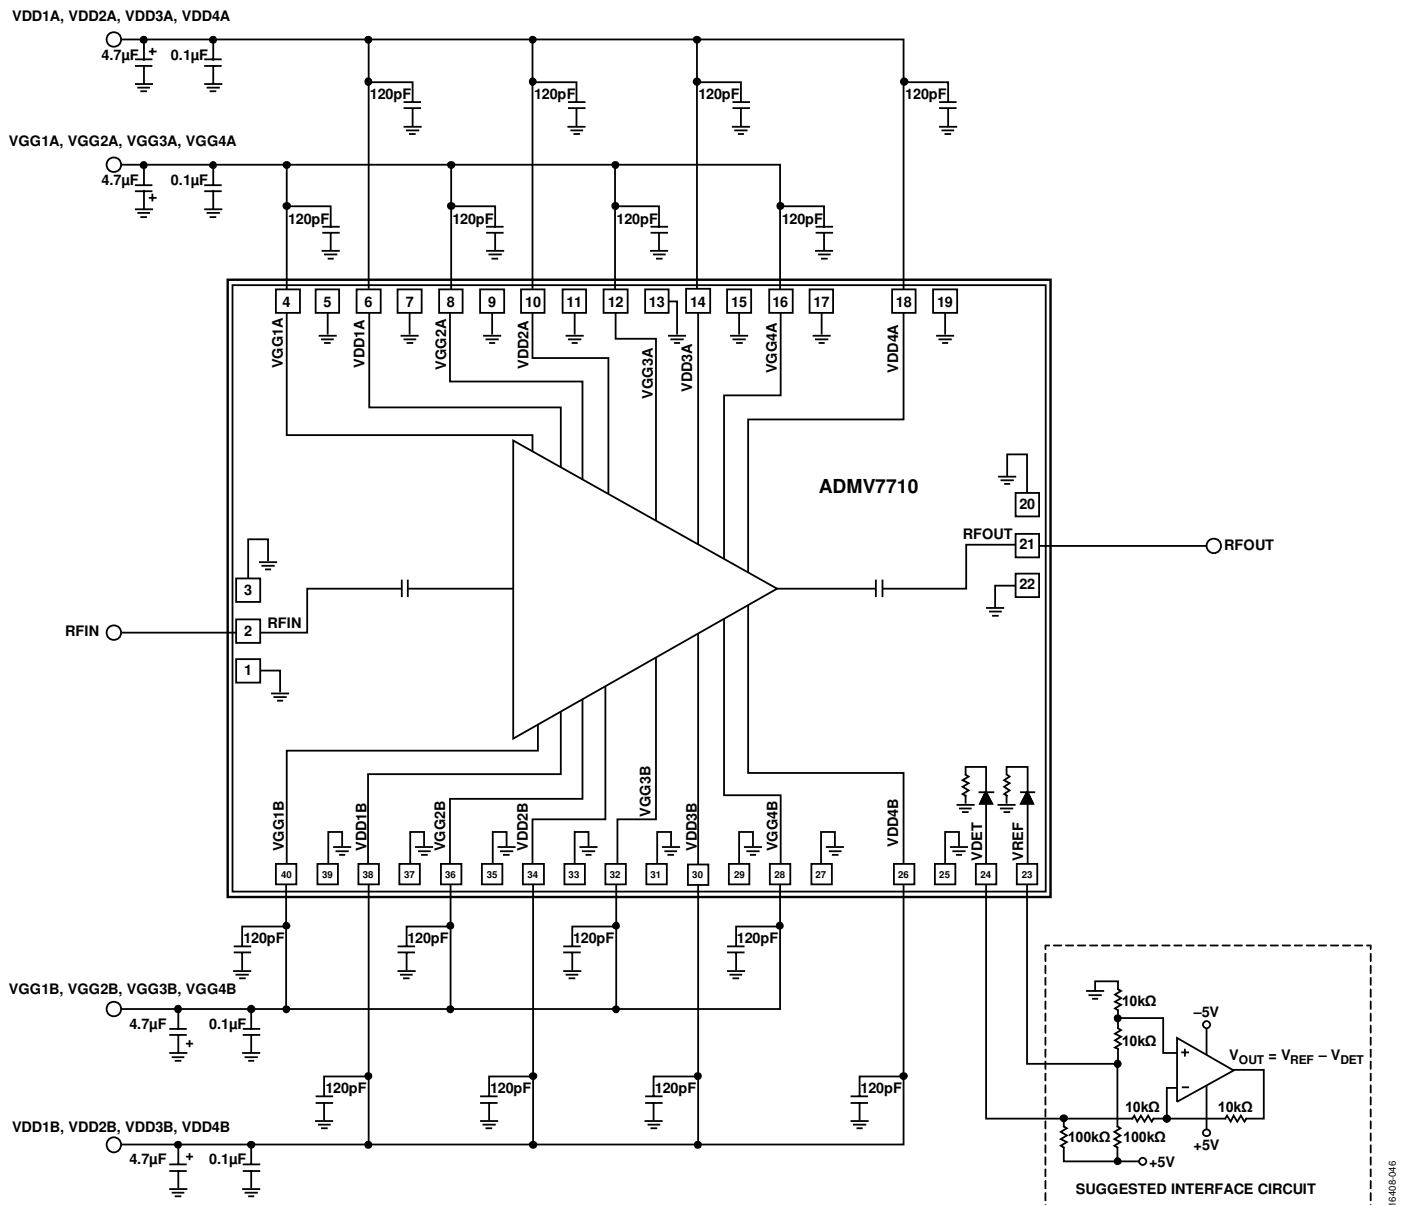 VDD1A, VDD2A, VDD3A, VDD4A
4.7µF + 0.1µF
120pF 120pF 120pF 120pF
VGG1A, VGG2A, VGG3A, VGG4A
4.7µF + 0.1µF
120pF 120pF 120pF 120pF
4 5 6 7 8 9 10 11 12 13 14 15 16 17 18 19
VGG1A VDD1A VGG2A VDD2A VGG3A VDD3A VGG4A VDD4A
ADMV7710
20
RFOUT 21 RFOUT
22
3
RFIN 2 RFIN
1
VGG1B VDD1B VGG2B VDD2B VGG3B VDD3B VGG4B VDD4B VDET VREF
40 39 38 37 36 35 34 33 32 31 30 29 28 27 26 25 24 23
120pF 120pF 120pF 120pF
VGG1B, VGG2B, VGG3B, VGG4B
4.7µF + 0.1µF
120pF 120pF 120pF 120pF
VDD1B, VDD2B, VDD3B, VDD4B
4.7µF + 0.1µF
10kΩ
–5V
10kΩ
+
VOUT = VREF – VDET
–
10kΩ 10kΩ
100kΩ 100kΩ
+5V
+5V
SUGGESTED INTERFACE CIRCUIT
16408-046